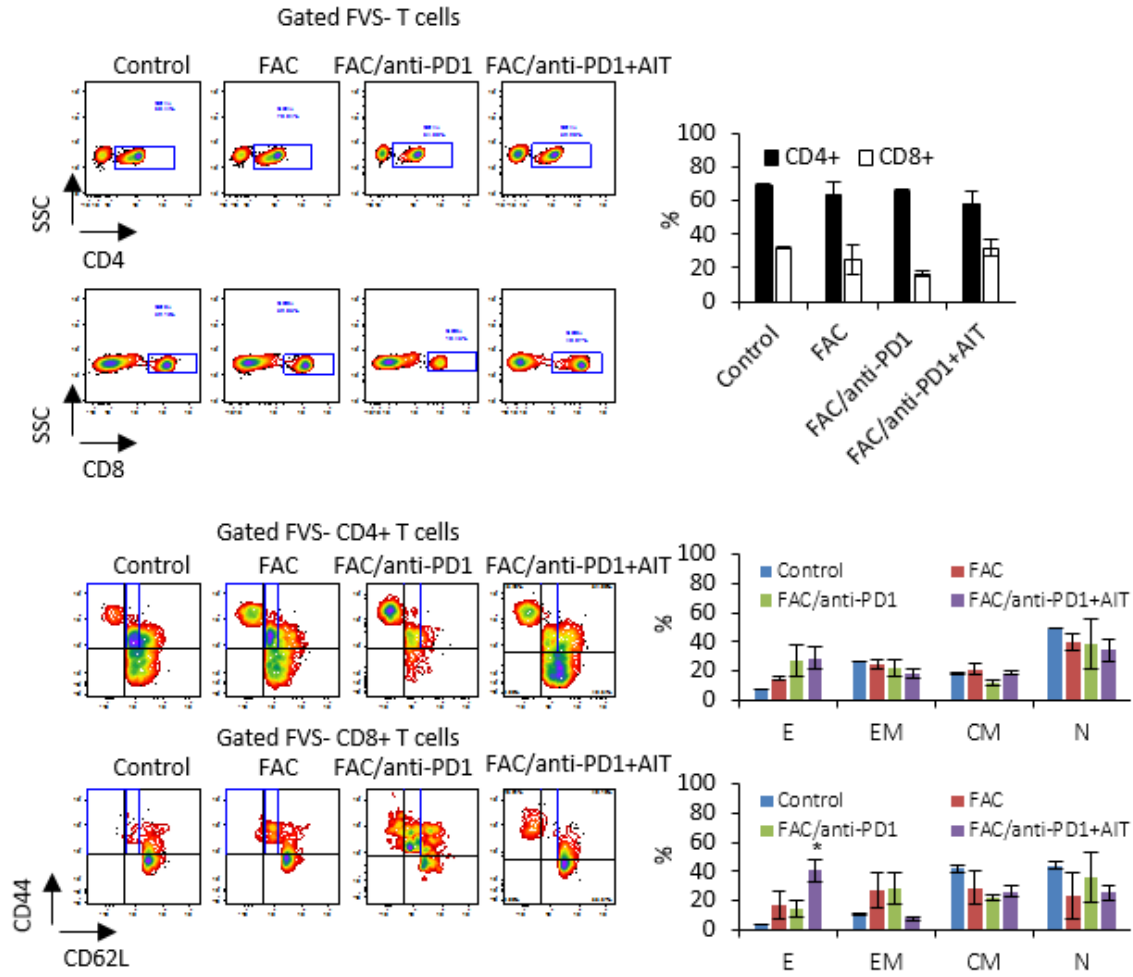 Gated FVS- T cells
Control FAC FAC/anti-PD1 FAC/anti-PD1+AIT
SSC
CD4
SSC
CD8
100
80
60
40
20
0
%
CD4+ CD8+
Control
FAC
FAC/anti-PD1
FAC/anti-PD1+AIT
Gated FVS- CD4+ T cells
Control FAC FAC/anti-PD1 FAC/anti-PD1+AIT
100
80
60
40
20
0
%
Control FAC
FAC/anti-PD1 FAC/anti-PD1+AIT
E EM CM N
Gated FVS- CD8+ T cells
Control FAC FAC/anti-PD1 FAC/anti-PD1+AIT
CD44
CD62L
100
80
60
40
20
0
%
Control FAC
FAC/anti-PD1 FAC/anti-PD1+AIT
*
E EM CM N